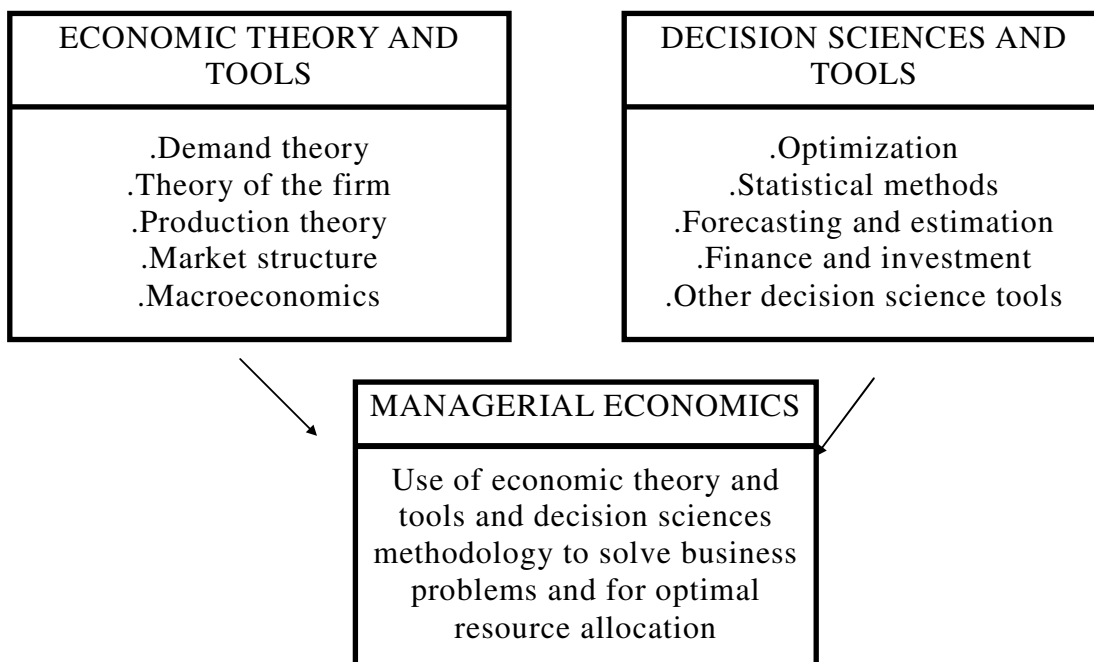 ECONOMIC THEORY AND
TOOLS
.Demand theory
.Theory of the firm
.Production theory
.Market structure
.Macroeconomics
DECISION SCIENCES AND
TOOLS
.Optimization
.Statistical methods
.Forecasting and estimation
.Finance and investment
.Other decision science tools
MANAGERIAL ECONOMICS
Use of economic theory and
tools and decision sciences
methodology to solve business
problems and for optimal
resource allocation